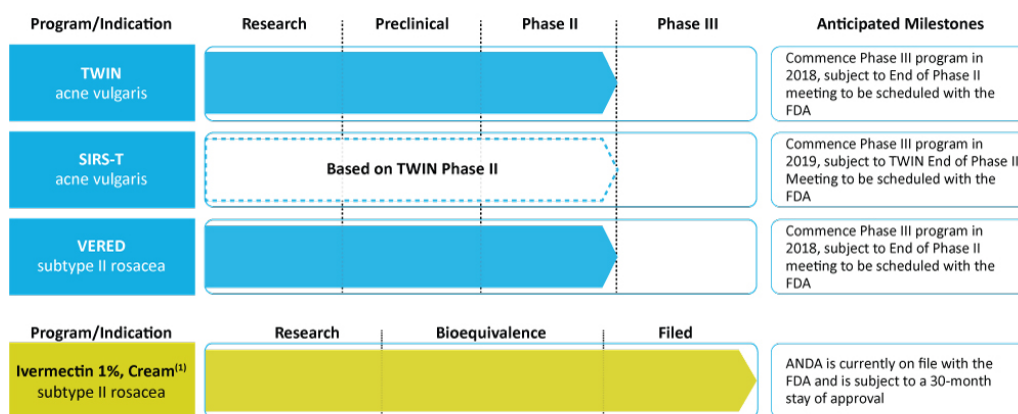 Program/Indication Research Preclinical Phase II Phase III Anticipated Milestones
TWIN
acne vulgaris
Commence Phase III program in
2018, subject to End of Phase II
meeting to be scheduled with the
FDA
SIRS-T
acne vulgaris
Based on TWIN Phase II
Commence Phase III program in
2019, subject to TWIN End of Phase II
Meeting to be scheduled with the
FDA
VERED
subtype II rosacea
Commence Phase III program in
2018, subject to End of Phase II
meeting to be scheduled with the
FDA
Program/Indication Research Bioequivalence Filed
Ivermectin 1%, Cream(1)
subtype II rosacea
ANDA is currently on file with the
FDA and is subject to a 30-month
stay of approval